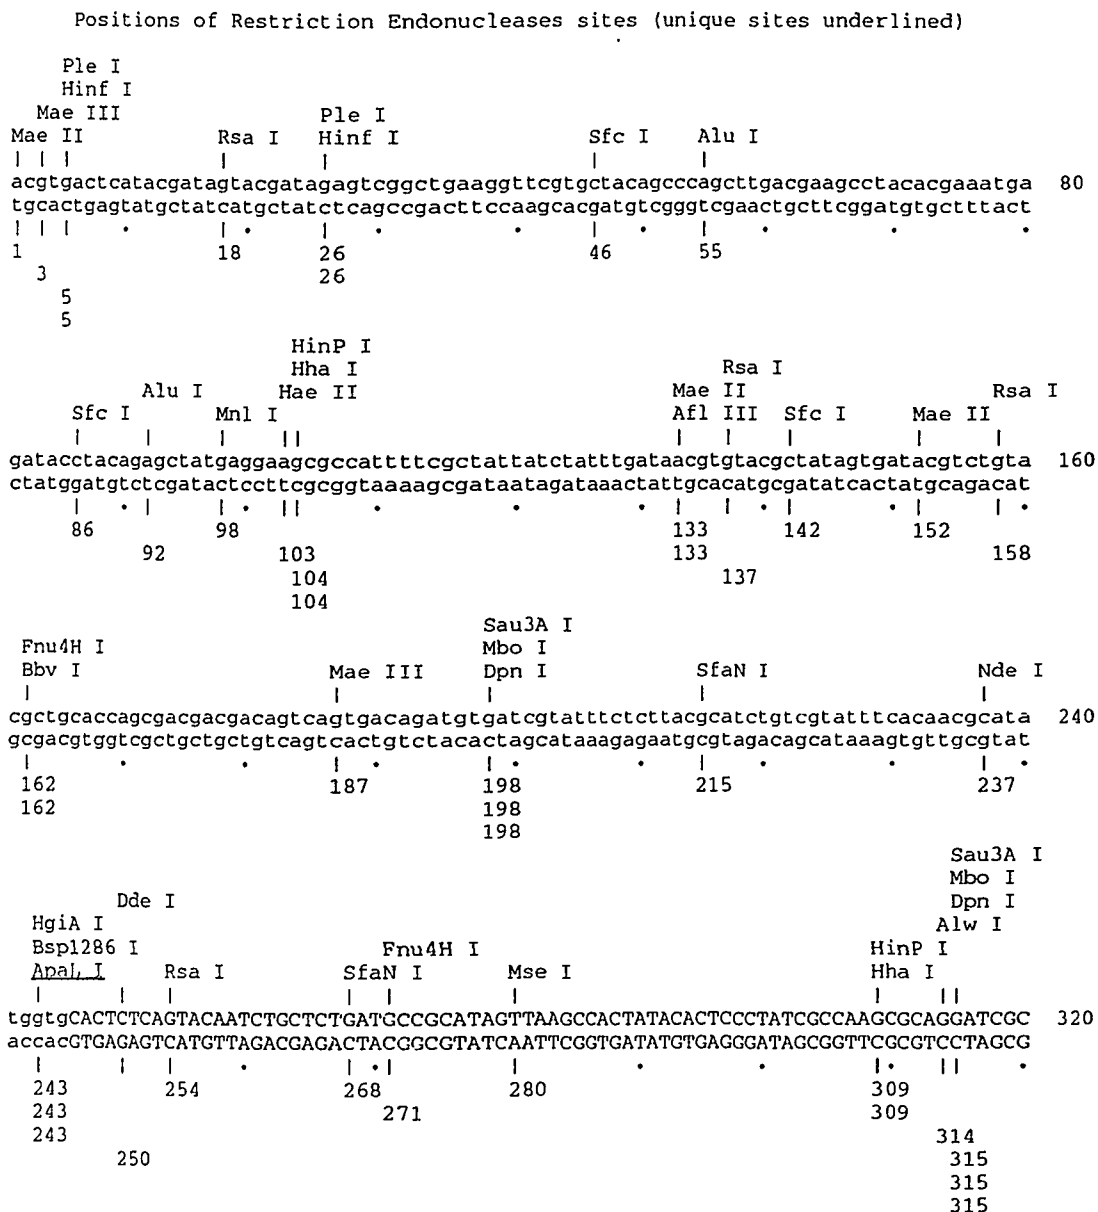 Positions of Restriction Endonucleases sites (unique sites underlined)
Ple I
Hinf I
Mae III Ple I
Mae II Rsa I Hinf I Sfc I Alu I
acgtgactcatacgatagtacgatagagtcggctgaaggttcgtgctacagcccagcttgacgaagcctacacgaaatga 80
tgcactgagtatgctatcatgctatctcagccgacttccaagcacgatgtcgggtcgaactgcttcggatgtgctttact
1 18 26 46 55
3 26
5
5
HinP I
Hha I Rsa I
Alu I Hae II Mae II Rsa I
Sfc I Mnl I Afl III Sfc I Mae II
gatacctacagagctatgaggaagcgccattttcgctattatctatttgataacgtgtacgctatagtgatacgtctgta 160
ctatggatgtctcgatactccttcgcggtaaaagcgataatagataaactattgcacatgcgatatcactatgcagacat
86 98 133 142 152
92 103 133 158
104 137
104
Sau3A I
Fnu4H I Mbo I
Bbv I Mae III Dpn I SfaN I Nde I
cgctgcaccagcgacgacgacagtcagtgacagatgtgatcgtatttctcttacgcatctgtcgtatttcacaacgcata 240
gcgacgtggtcgctgctgctgtcagtcactgtctacactagcataaagagaatgcgtagacagcataaagtgttgcgtat
162 187 198 215 237
162 198
198
Sau3A I
Mbo I
Dde I Dpn I
HgiA I Alw I
Bsp1286 I Fnu4H I HinP I
ApaL I Rsa I SfaN I Mse I Hha I
tggtgCACTCTCAGTACAATCTGCTCTGATGCCGCATAGTTAAGCCACTATACACTCCCTATCGCCAAGCGCAGGATCGC 320
accacGTGAGAGTCATGTTAGACGAGACTACGGCGTATCAATTCGGTGATATGTGAGGGATAGCGGTTCGCGTCCTAGCG
243 254 268 280 309
243 271 309
243 314
250 315
315
315